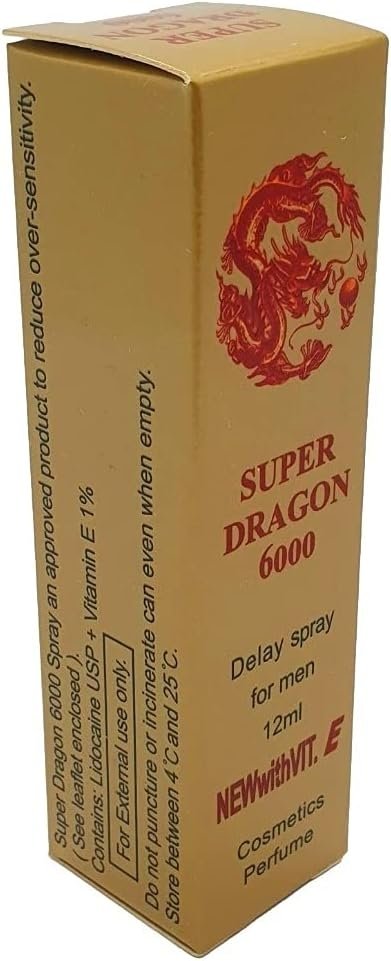 SUPER
DRAGON
6000
SUPER
DRAGON
6000
Delay spray
for men
12ml
NEWwithVIT. E
Cosmetics
Perfume
Super Dragon 6000 Spray an approved product to reduce over-sensitivity.
( See leaflet enclosed ).
Contains: Lidocaine USP + Vitamin E 1%
For External use only.
Do not puncture or incinerate can even when empty.
Store between 4°C and 25°C.